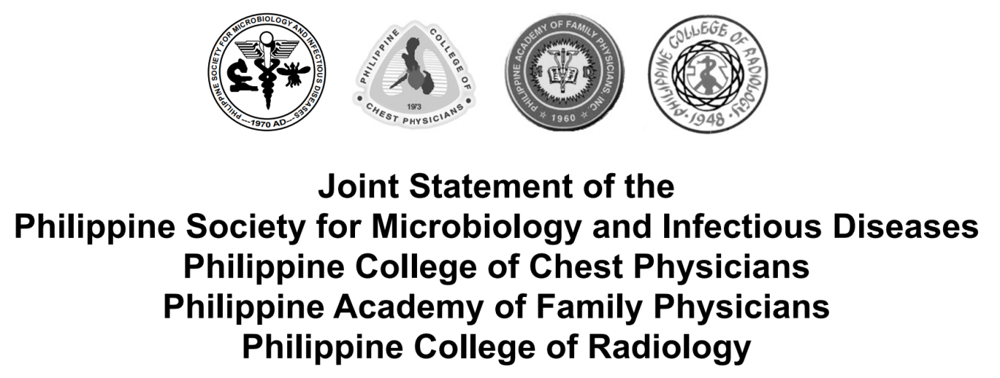 PHILIPPINE SOCIETY FOR MICROBIOLOGY AND INFECTIOUS DISEASES
---1970 AD---
PHILIPPINE COLLEGE OF CHEST PHYSICIANS
1973
PHILIPPINE ACADEMY OF FAMILY PHYSICIANS INC.
M D
1960
PHILIPPINE COLLEGE OF RADIOLOGY
1948
Joint Statement of the
Philippine Society for Microbiology and Infectious Diseases
Philippine College of Chest Physicians
Philippine Academy of Family Physicians
Philippine College of Radiology